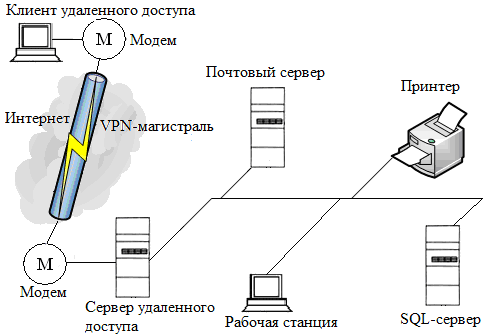 Клиент удаленного доступа
М
Модем
Почтовый сервер
Принтер
Интернет
VPN-магистраль
М
Модем
Сервер удаленного
доступа
Рабочая станция
SQL-сервер